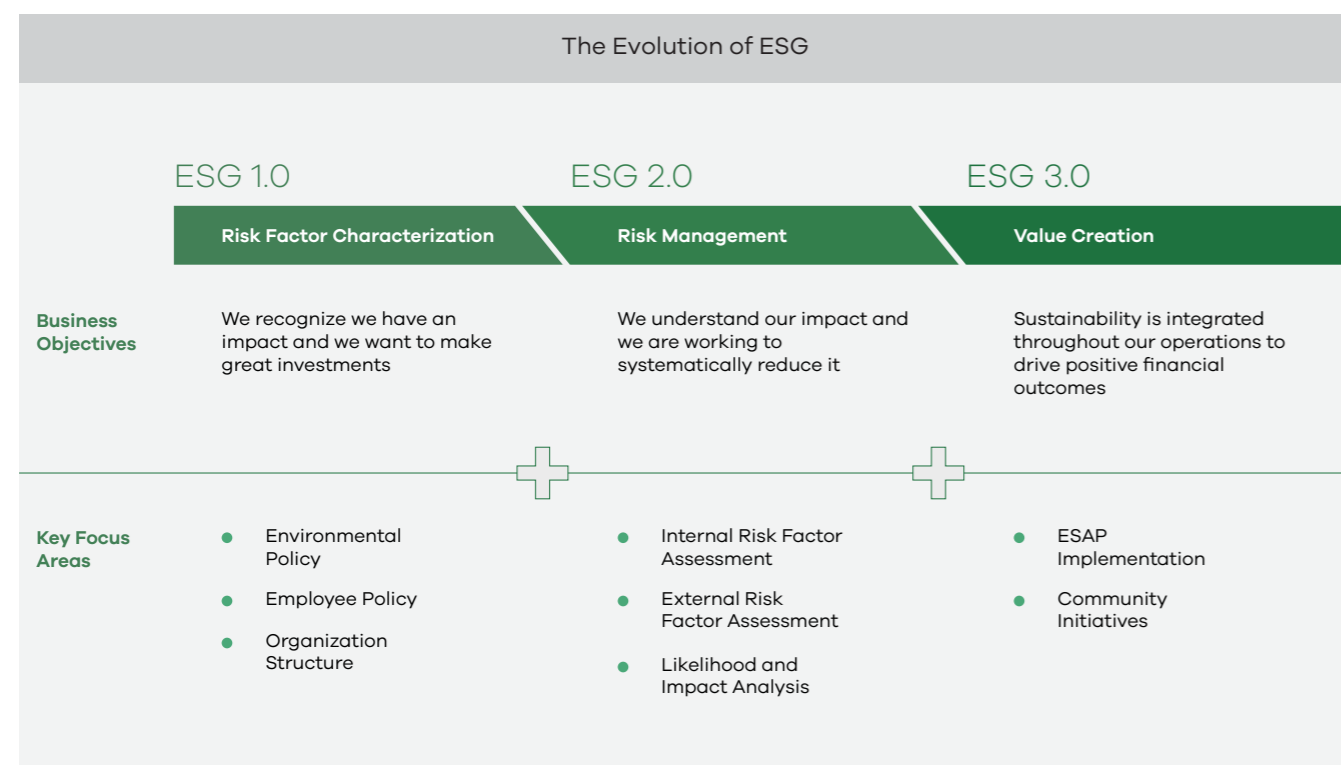 The Evolution of ESG
ESG 1.0
ESG 2.0
ESG 3.0
Risk Factor Characterization
Risk Management
Value Creation
Business
Objectives
We recognize we have an
impact and we want to make
great investments
We understand our impact and
we are working to
systematically reduce it
Sustainability is integrated
throughout our operations to
drive positive financial
outcomes
Key Focus
Areas
Environmental
Policy
Employee Policy
Organization
Structure
Internal Risk Factor
Assessment
External Risk
Factor Assessment
Likelihood and
Impact Analysis
ESAP
Implementation
Community
Initiatives